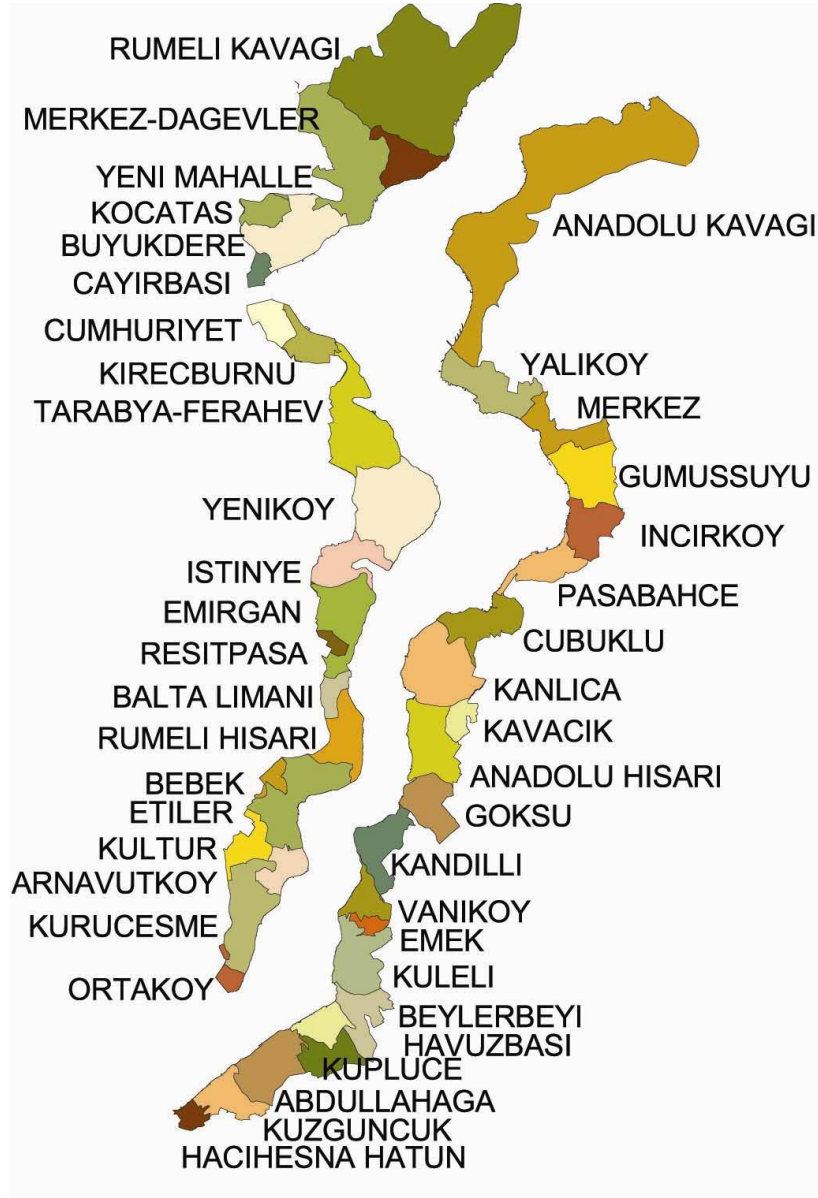 RUMELI KAVAGI
MERKEZ-DAGEVLER
YENI MAHALLE
KOCATAS
BUYUKDERE
CAYIRBASI
CUMHURIYET
KIRECBURNU
TARABYA-FERAHEV
YENIKOY
ISTINYE
EMIRGAN
RESITPASA
BALTA LIMANI
RUMELI HISARI
BEBEK
ETILER
KULTUR
ARNAVUTKOY
KURUCESME
ORTAKOY
ANADOLU KAVAGI
YALIKOY
MERKEZ
GUMUSSUYU
INCIRKOY
PASABAHCE
CUBUKLU
KANLICA
KAVACIK
ANADOLU HISARI
GOKSU
KANDILLI
VANIKOY
EMEK
KULELI
BEYLERBEYI
HAVUZBASI
KUPLUCE
ABDULLAHAGA
KUZGUNCUK
HACIHESNA HATUN